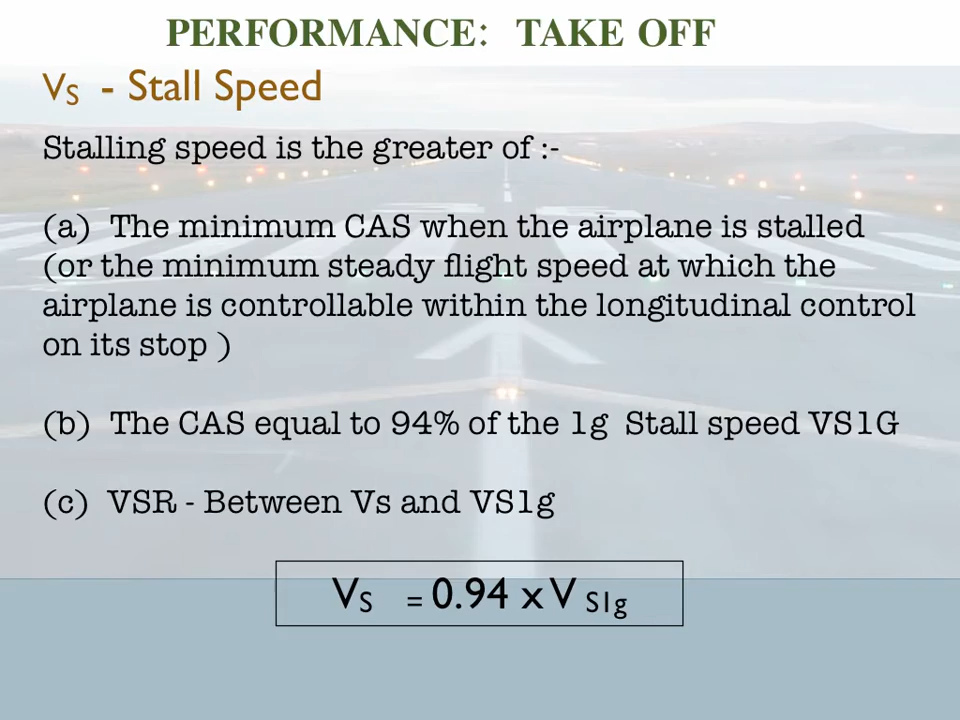 PERFORMANCE: TAKE OFF
VS - Stall Speed
Stalling speed is the greater of :-
(a) The minimum CAS when the airplane is stalled
(or the minimum steady flight speed at which the
airplane is controllable within the longitudinal control
on its stop )
(b) The CAS equal to 94% of the 1g Stall speed VS1G
(c) VSR - Between Vs and VS1g
VS = 0.94 x V S1g